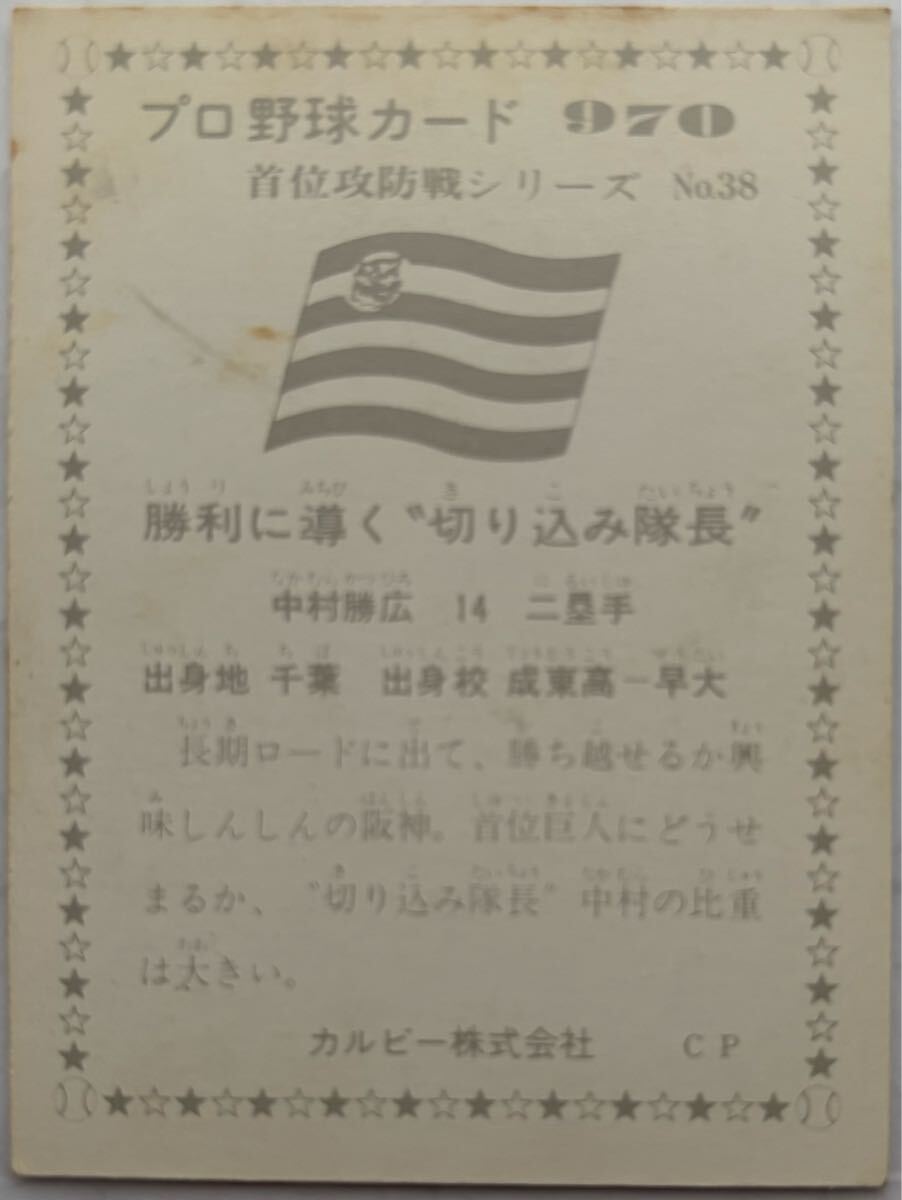 プロ野球カード 970
首位攻防戦シリーズ No.38
勝利に導く〝切り込み隊長〟
中村勝広 14 二塁手
出身地 千葉 出身校 成東高―早大
長期ロードに出て、勝ち越せるか興
味しんしんの阪神。首位巨人にどうせ
まるか、〝切り込み隊長〟中村の比重
は大きい。
カルビー株式会社 CP